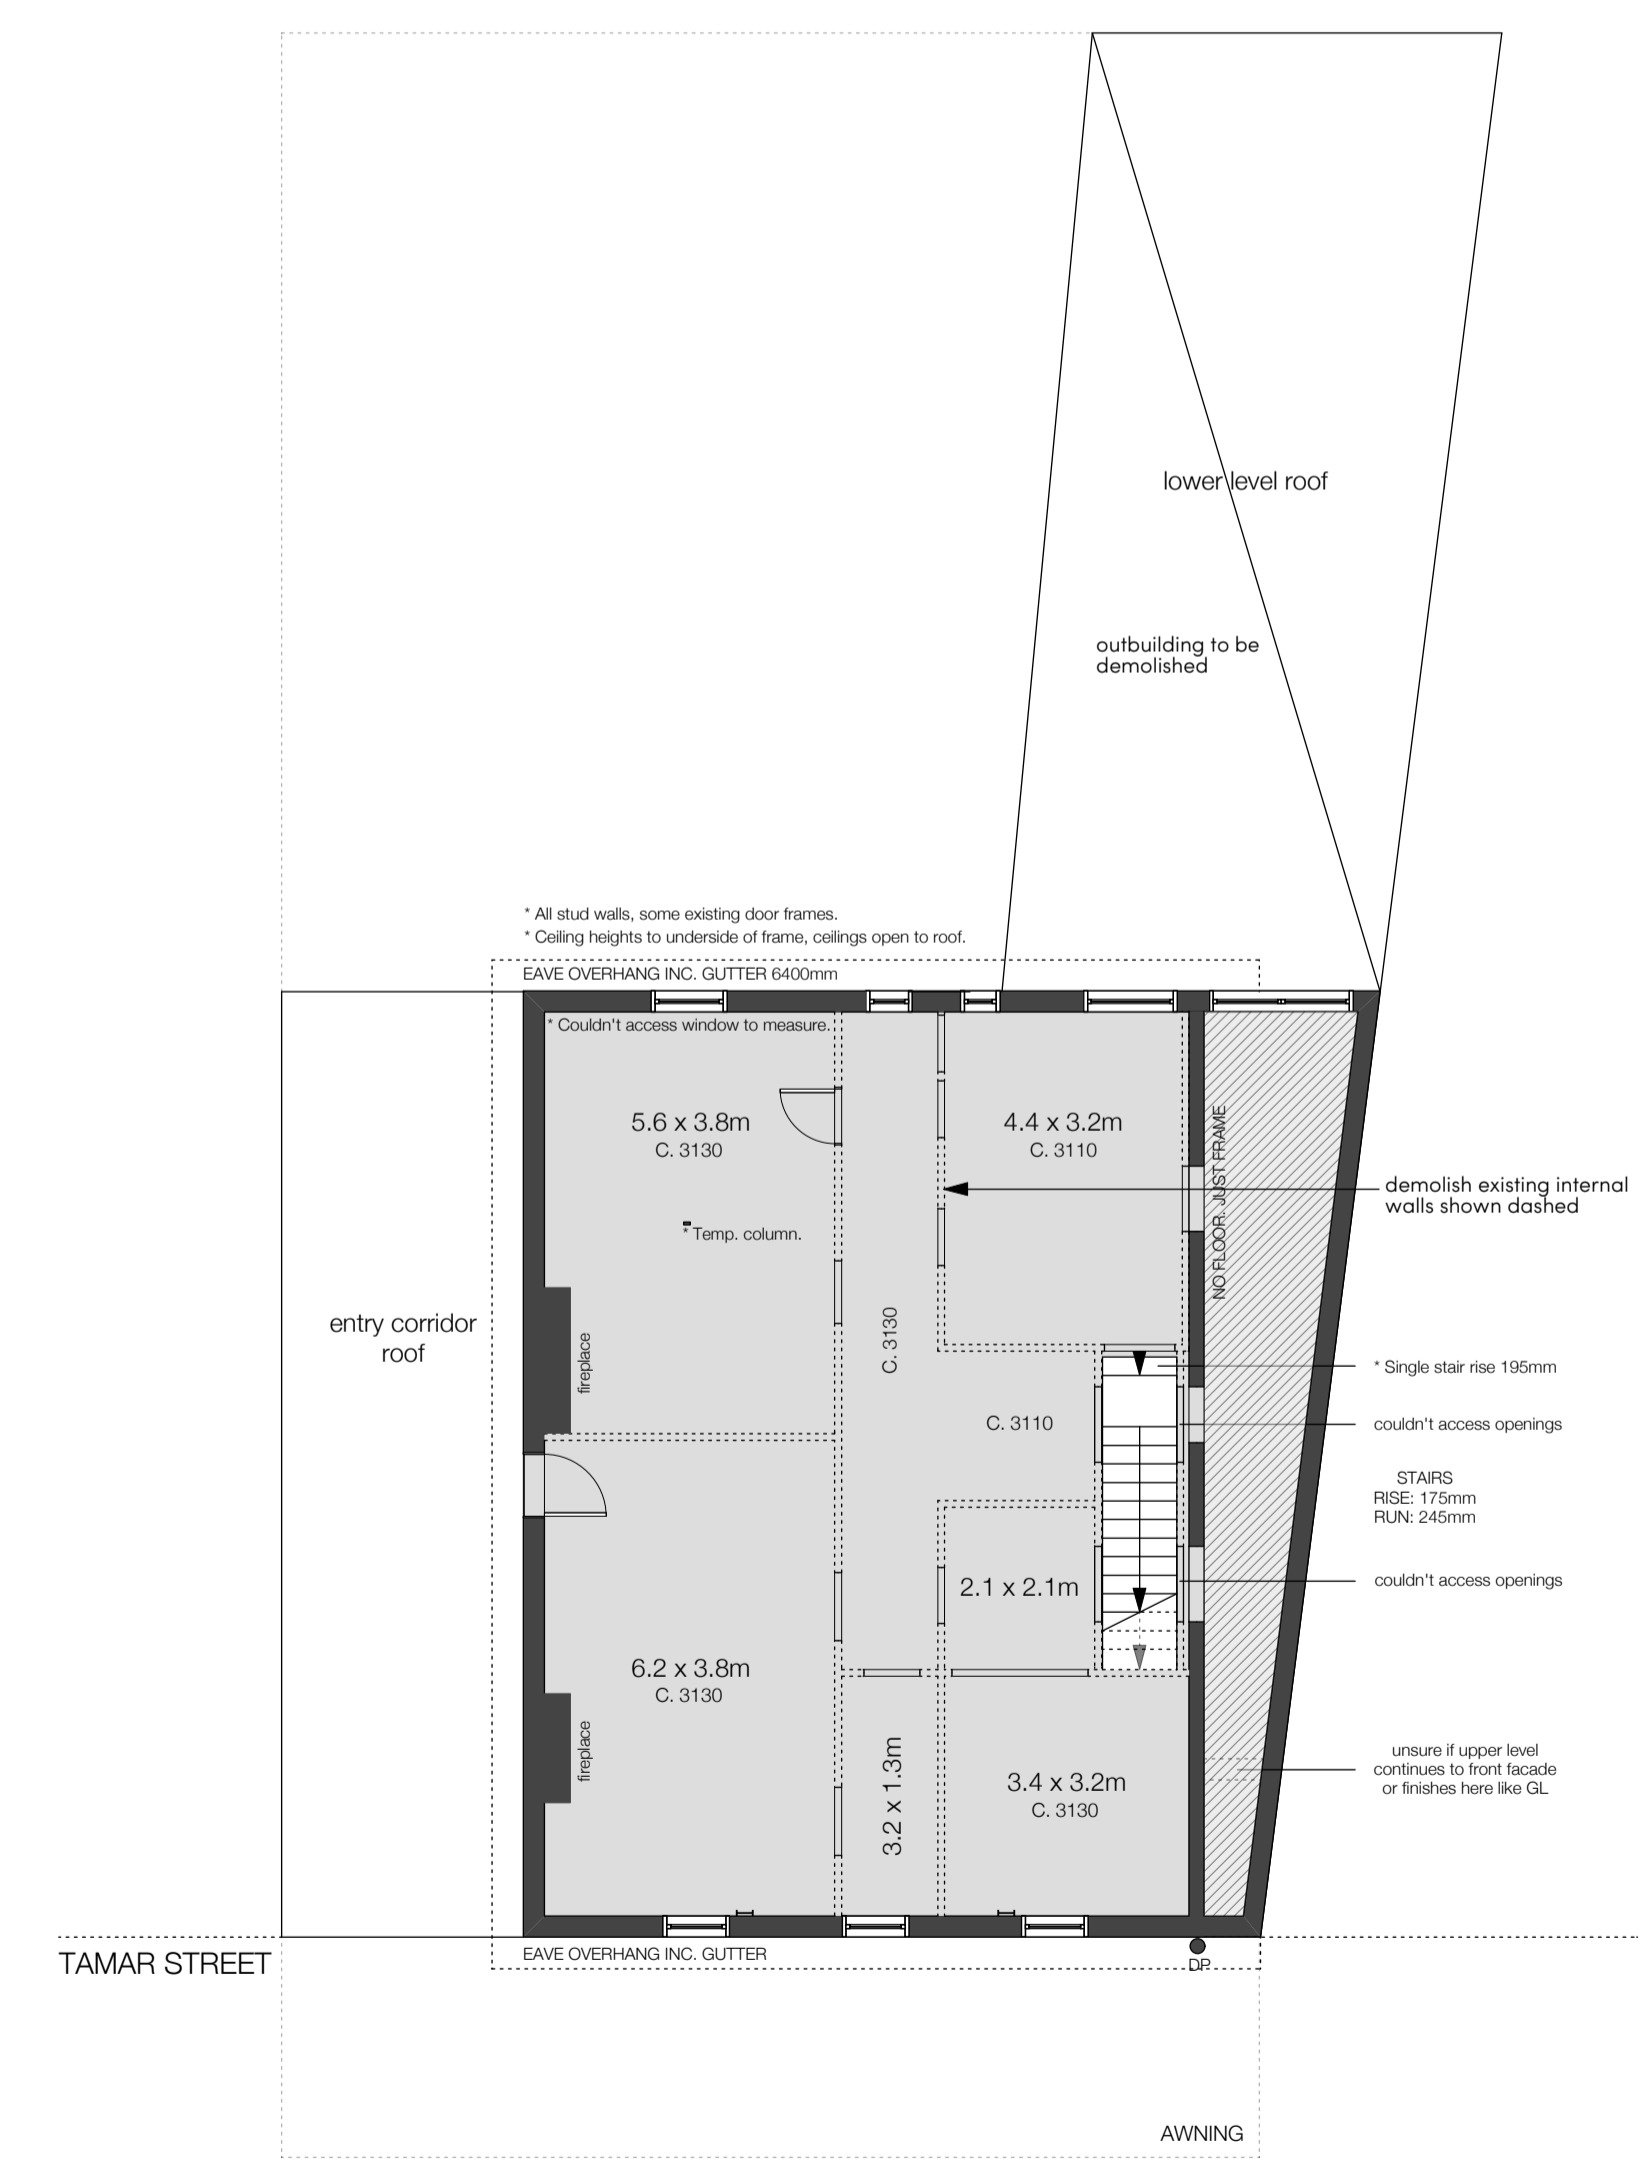 lower level roof
outbuilding to be
demolished
* All stud walls, some existing door frames.
* Ceiling heights to underside of frame, ceilings open to roof.
EAVE OVERHANG INC. GUTTER 6400mm
* Couldn't access window to measure.
5.6 x 3.8m
C. 3130
4.4 x 3.2m
C. 3110
NO FLOOR. JUST FRAME
demolish existing internal
walls shown dashed
* Temp. column.
entry corridor
roof
fireplace
C. 3130
* Single stair rise 195mm
C. 3110
couldn't access openings
STAIRS
RISE: 175mm
RUN: 245mm
2.1 x 2.1m
couldn't access openings
6.2 x 3.8m
C. 3130
fireplace
3.2 x 1.3m
3.4 x 3.2m
C. 3130
unsure if upper level
continues to front facade
or finishes here like GL
TAMAR STREET
EAVE OVERHANG INC. GUTTER
DP
AWNING